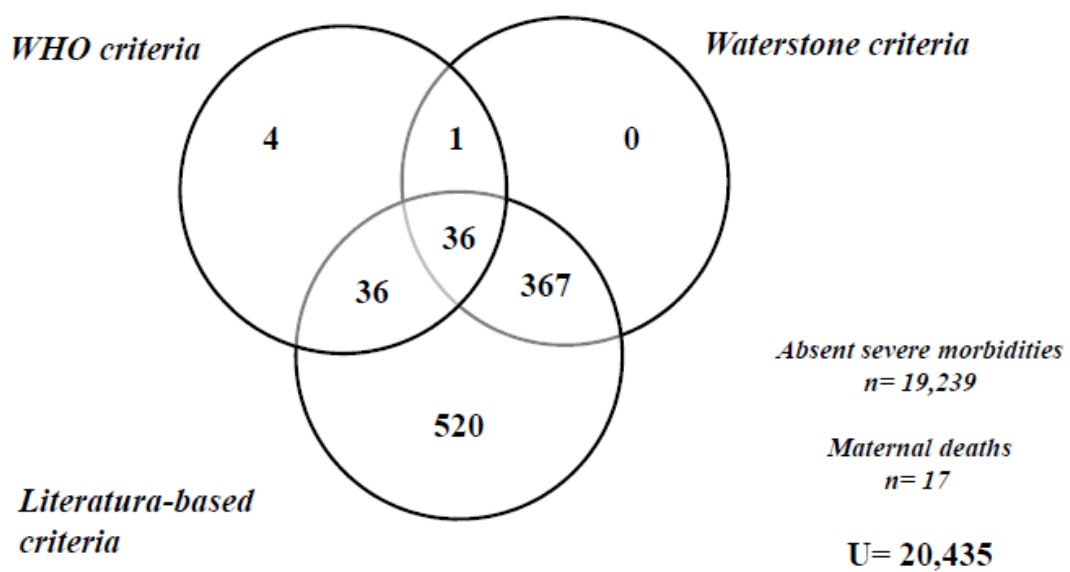 WHO criteria
Waterstone criteria
4
1
0
36
36
367
520
Absent severe morbidities
n= 19,239
Maternal deaths
n= 17
Literatura-based
criteria
U= 20,435